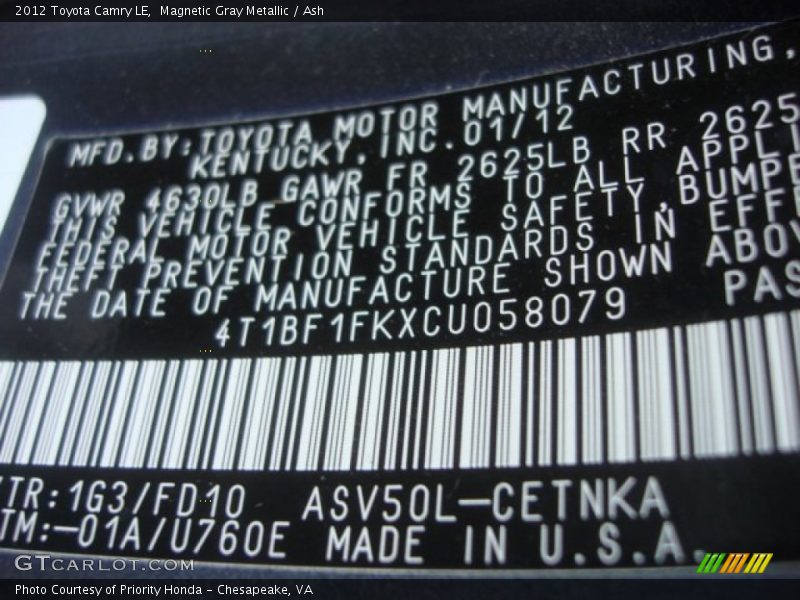 2012 Toyota Camry LE,  Magnetic Gray Metallic / Ash
MFD.BY:TOYOTA MOTOR MANUFACTURING,
KENTUCKY, INC. 01/12
GVWR 4630LB GAWR FR 2625LB RR 2625
THIS VEHICLE CONFORMS TO ALL APPLI
FEDERAL MOTOR VEHICLE SAFETY,BUMPE
THEFT PREVENTION STANDARDS IN EFFE
THE DATE OF MANUFACTURE SHOWN ABOV
4T1BF1FKXCU058079 PAS
TR:1G3/FD10 ASV50L-CETNKA
TM:-01A/U760E MADE IN U.S.A.
GTCARLOT.COM
Photo Courtesy of Priority Honda - Chesapeake, VA